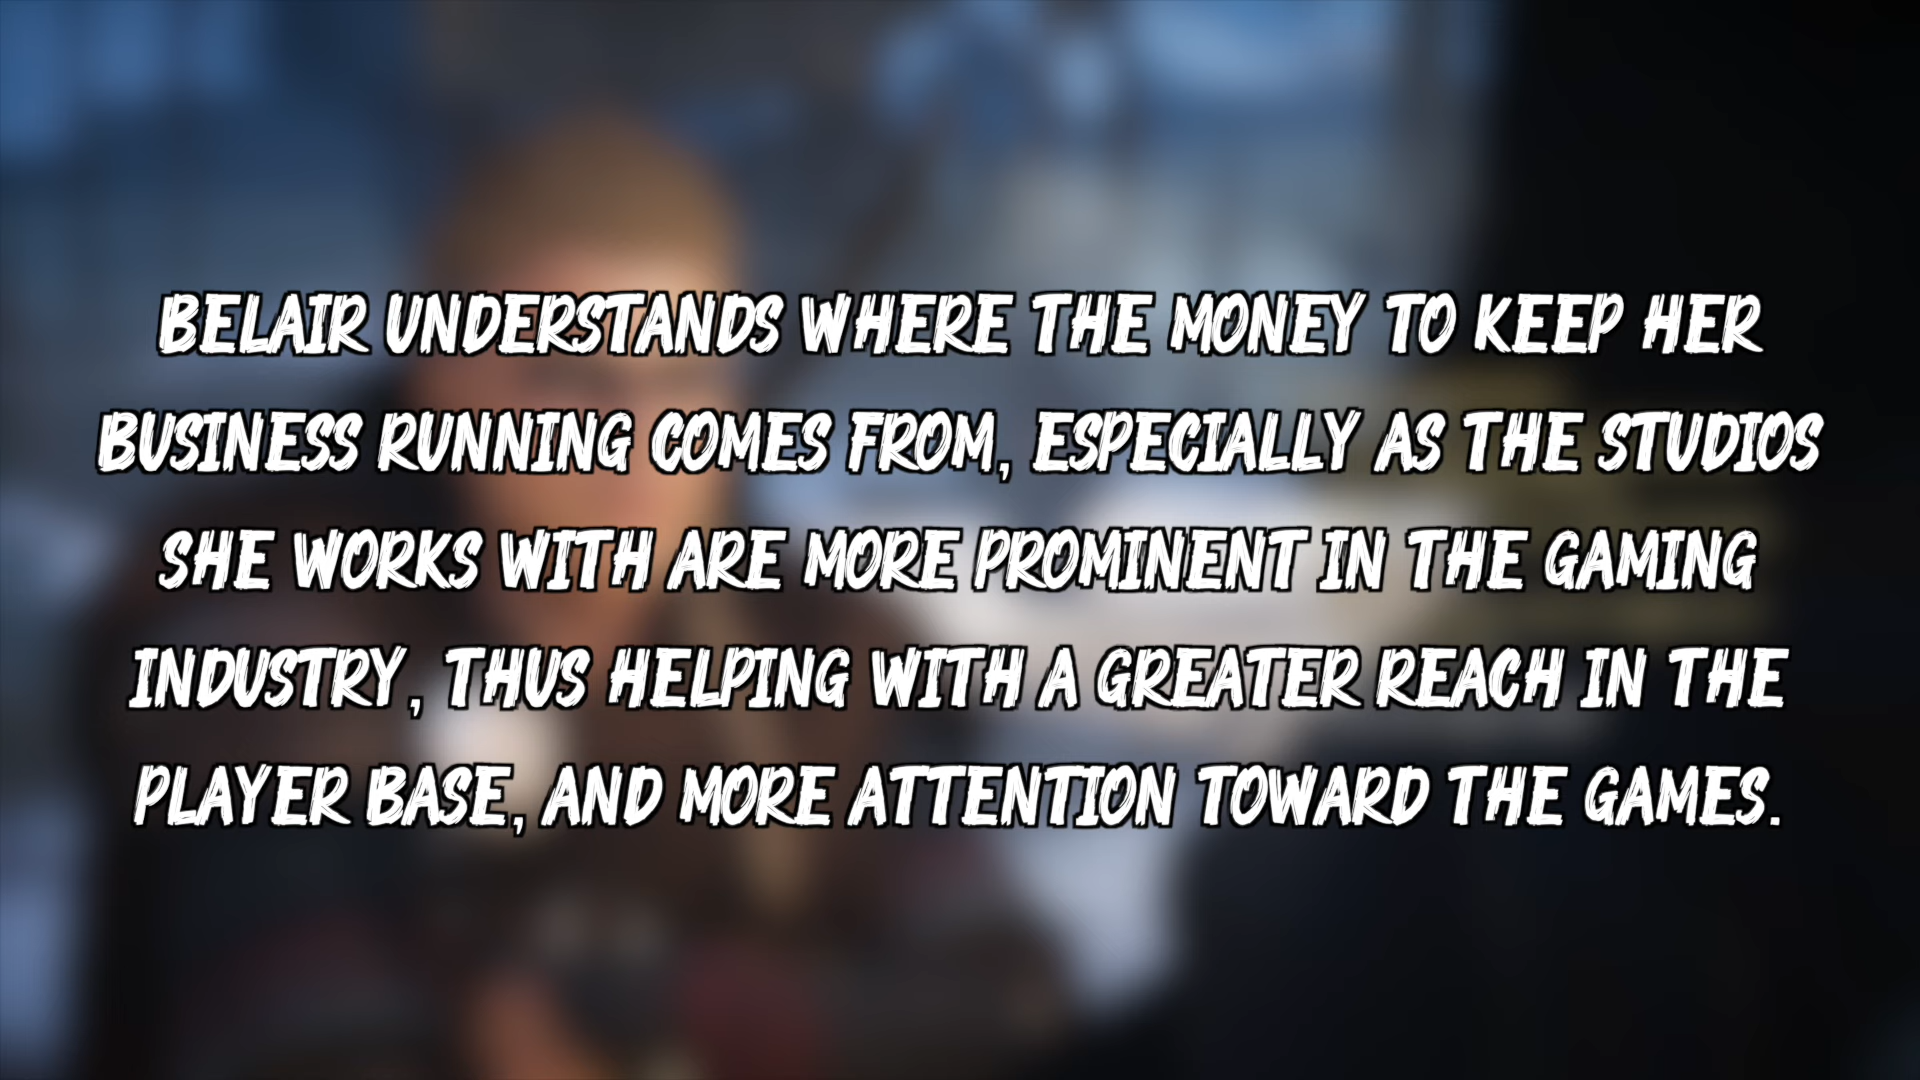 BELAIR UNDERSTANDS WHERE THE MONEY TO KEEP HER
BUSINESS RUNNING COMES FROM, ESPECIALLY AS THE STUDIOS
SHE WORKS WITH ARE MORE PROMINENT IN THE GAMING
INDUSTRY, THUS HELPING WITH A GREATER REACH IN THE
PLAYER BASE, AND MORE ATTENTION TOWARD THE GAMES.